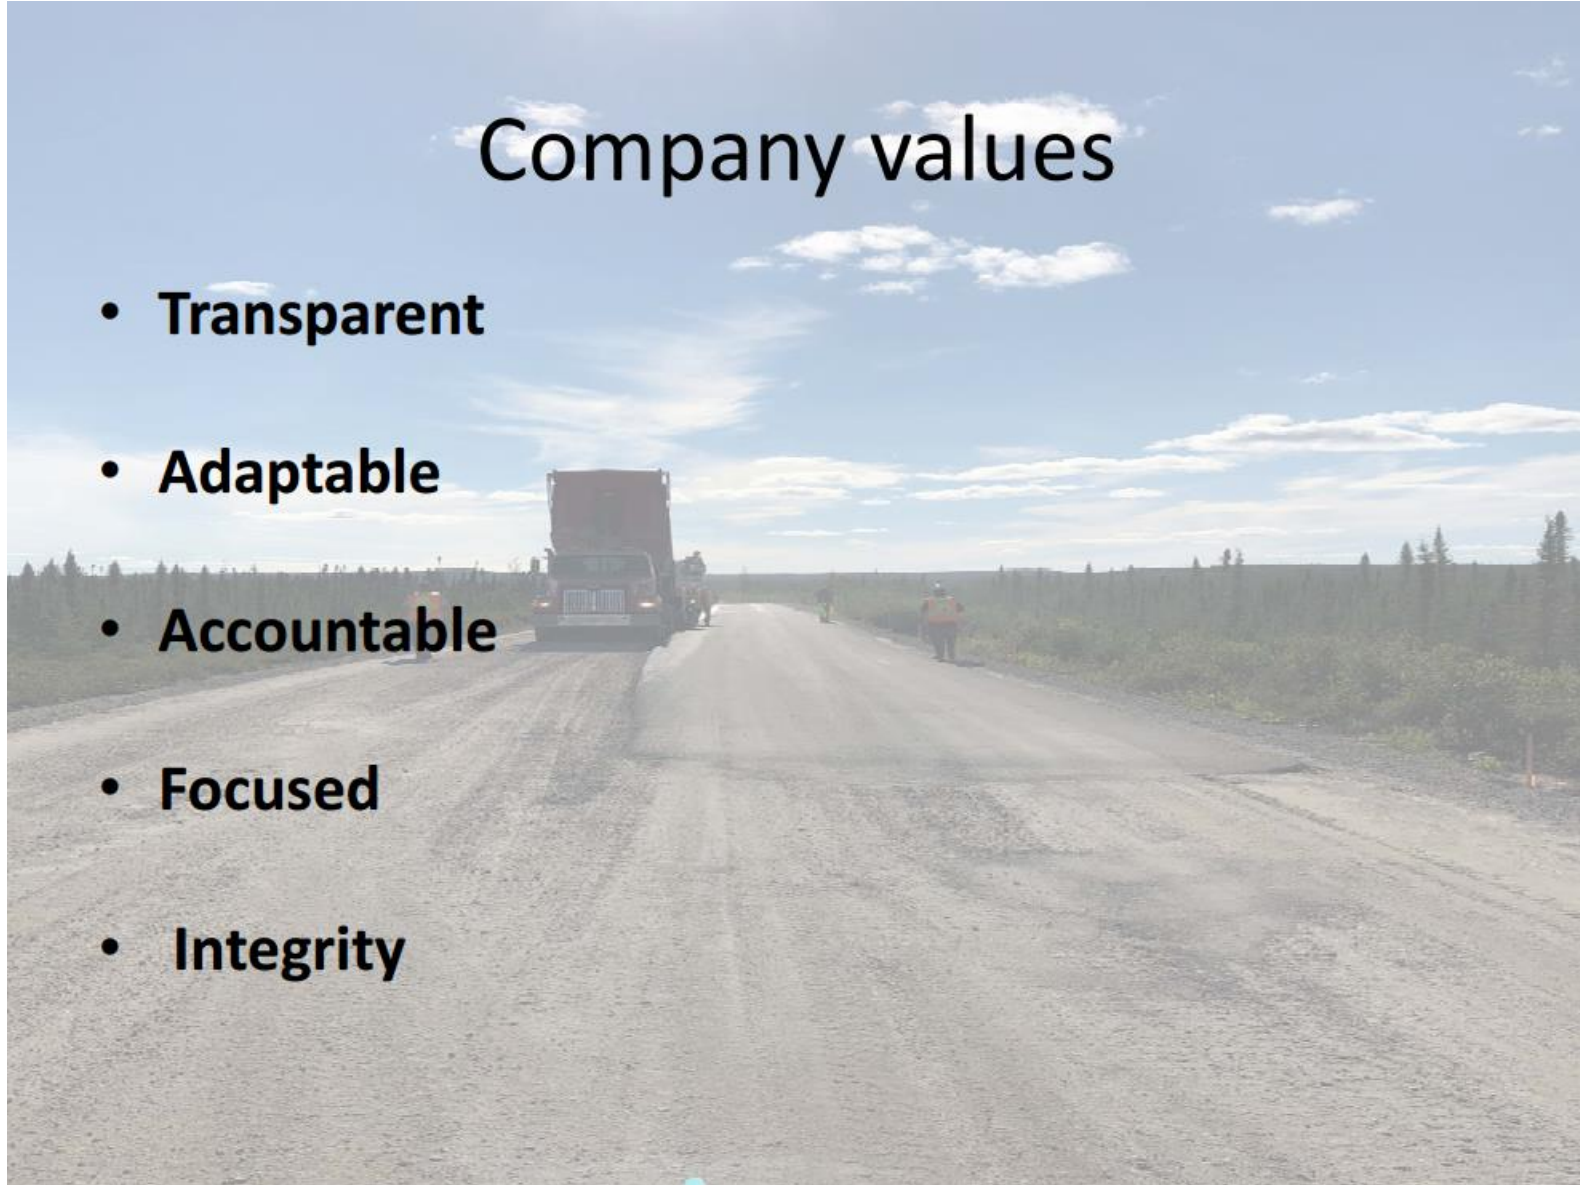 Company values
• Transparent
• Adaptable
• Accountable
• Focused
• Integrity